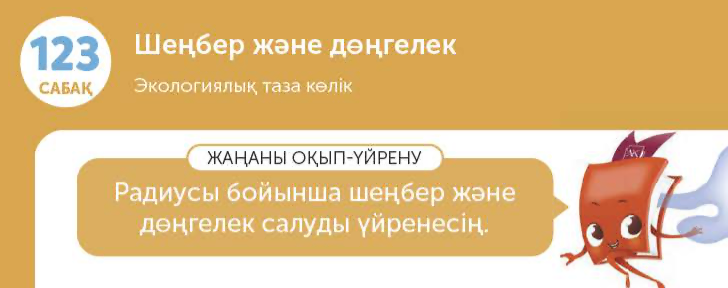 123
САБАҚ
Шеңбер және дөңгелек
Экологиялық таза көлік
ЖАҢАНЫ ОҚЫП-ҮЙРЕНУ
Радиусы бойынша шеңбер және
дөңгелек салуды үйренесің.